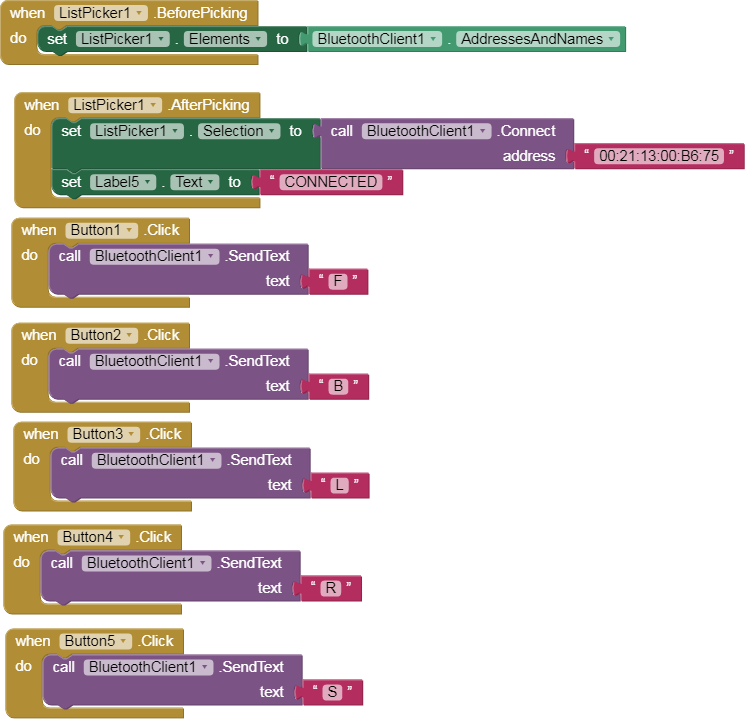 when ListPicker1 .BeforePicking
do set ListPicker1 . Elements to BluetoothClient1 . AddressesAndNames
when ListPicker1 .AfterPicking
do set ListPicker1 . Selection to call BluetoothClient1 .Connect
address “ 00:21:13:00:B6:75 ”
set Label5 . Text to “ CONNECTED ”
when Button1 .Click
do call BluetoothClient1 .SendText
text “ F ”
when Button2 .Click
do call BluetoothClient1 .SendText
text “ B ”
when Button3 .Click
do call BluetoothClient1 .SendText
text “ L ”
when Button4 .Click
do call BluetoothClient1 .SendText
text “ R ”
when Button5 .Click
do call BluetoothClient1 .SendText
text “ S ”